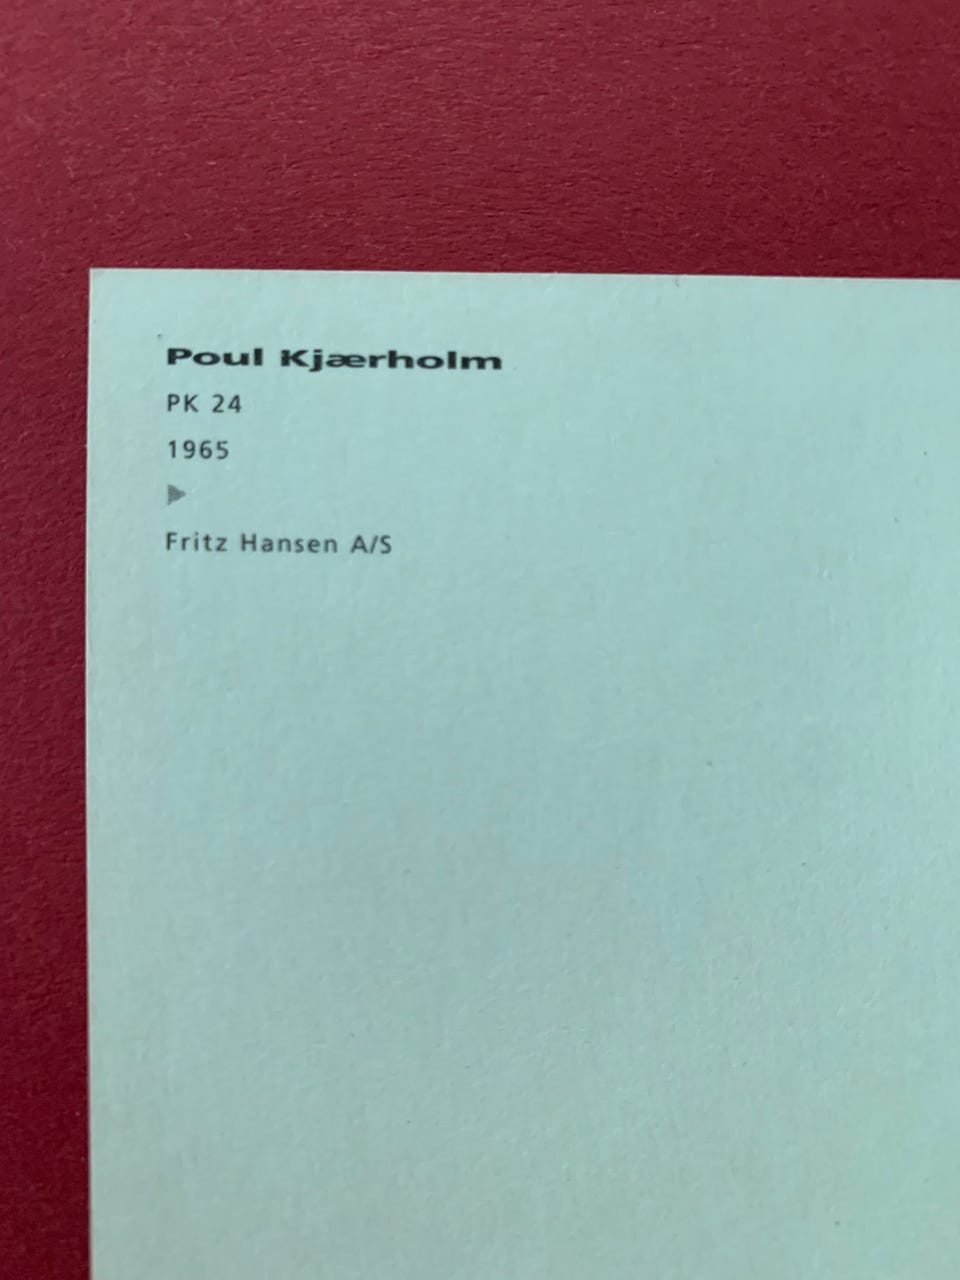 Poul Kjærholm
PK 24
1965
▶
Fritz Hansen A/S